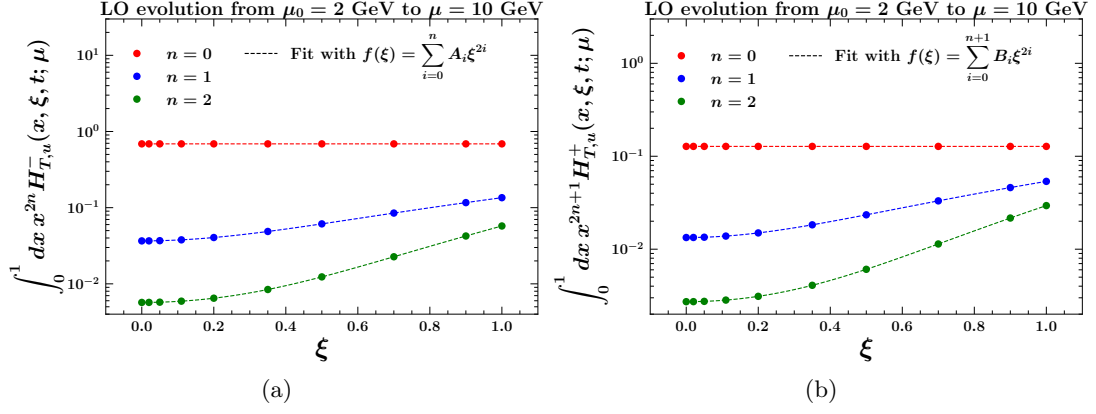 LO evolution from μ₀ = 2 GeV to μ = 10 GeV
n = 0
n = 1
n = 2
Fit with f(ξ) = ∑_{i=0}^{n} A_i ξ^{2i}
∫_0^1 dx x^{2n} H^-_{T,u}(x, ξ, t; μ)
10^1
10^0
10^{-1}
10^{-2}
0.0 0.2 0.4 0.6 0.8 1.0
ξ
(a)
LO evolution from μ₀ = 2 GeV to μ = 10 GeV
n = 0
n = 1
n = 2
Fit with f(ξ) = ∑_{i=0}^{n+1} B_i ξ^{2i}
∫_0^1 dx x^{2n+1} H^+_{T,u}(x, ξ, t; μ)
10^0
10^{-1}
10^{-2}
0.0 0.2 0.4 0.6 0.8 1.0
ξ
(b)